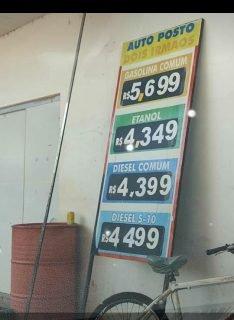 AUTO POSTO
DOIS IRMÃOS
GASOLINA COMUM
R$5,699
ETANOL
R$4,349
DIESEL COMUM
R$4,399
DIESEL S-10
R$4 499